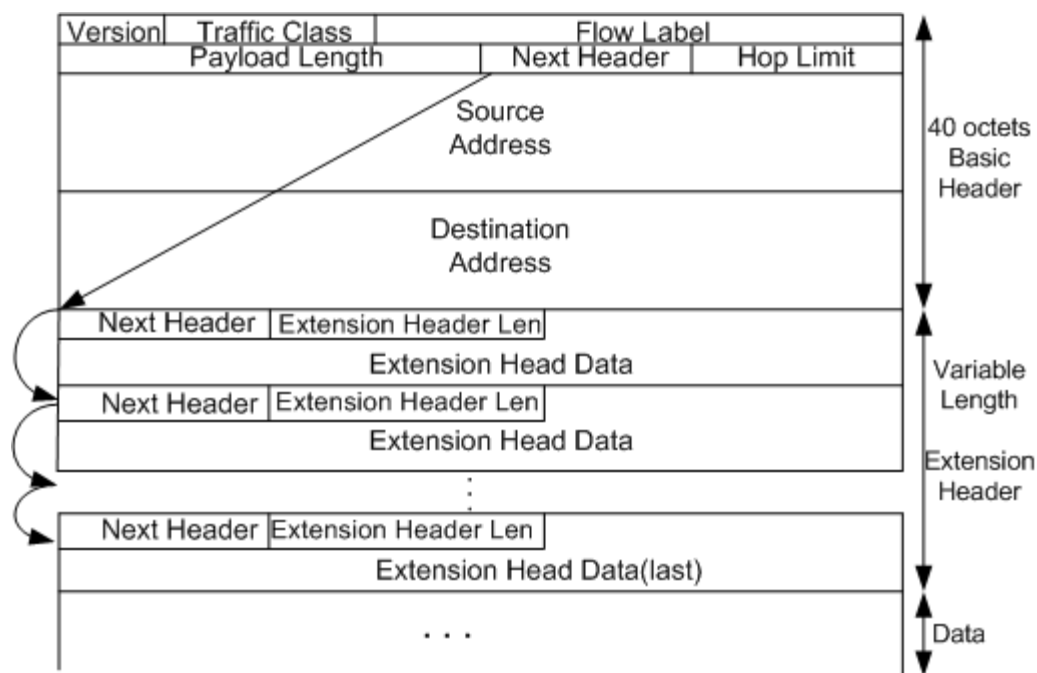 Version Traffic Class Flow Label
Payload Length Next Header Hop Limit
Source
Address
Destination
Address
40 octets
Basic
Header
Next Header Extension Header Len
Extension Head Data
Next Header Extension Header Len
Extension Head Data
Variable
Length
Extension
Header
⋮
Next Header Extension Header Len
Extension Head Data(last)
. . .
Data